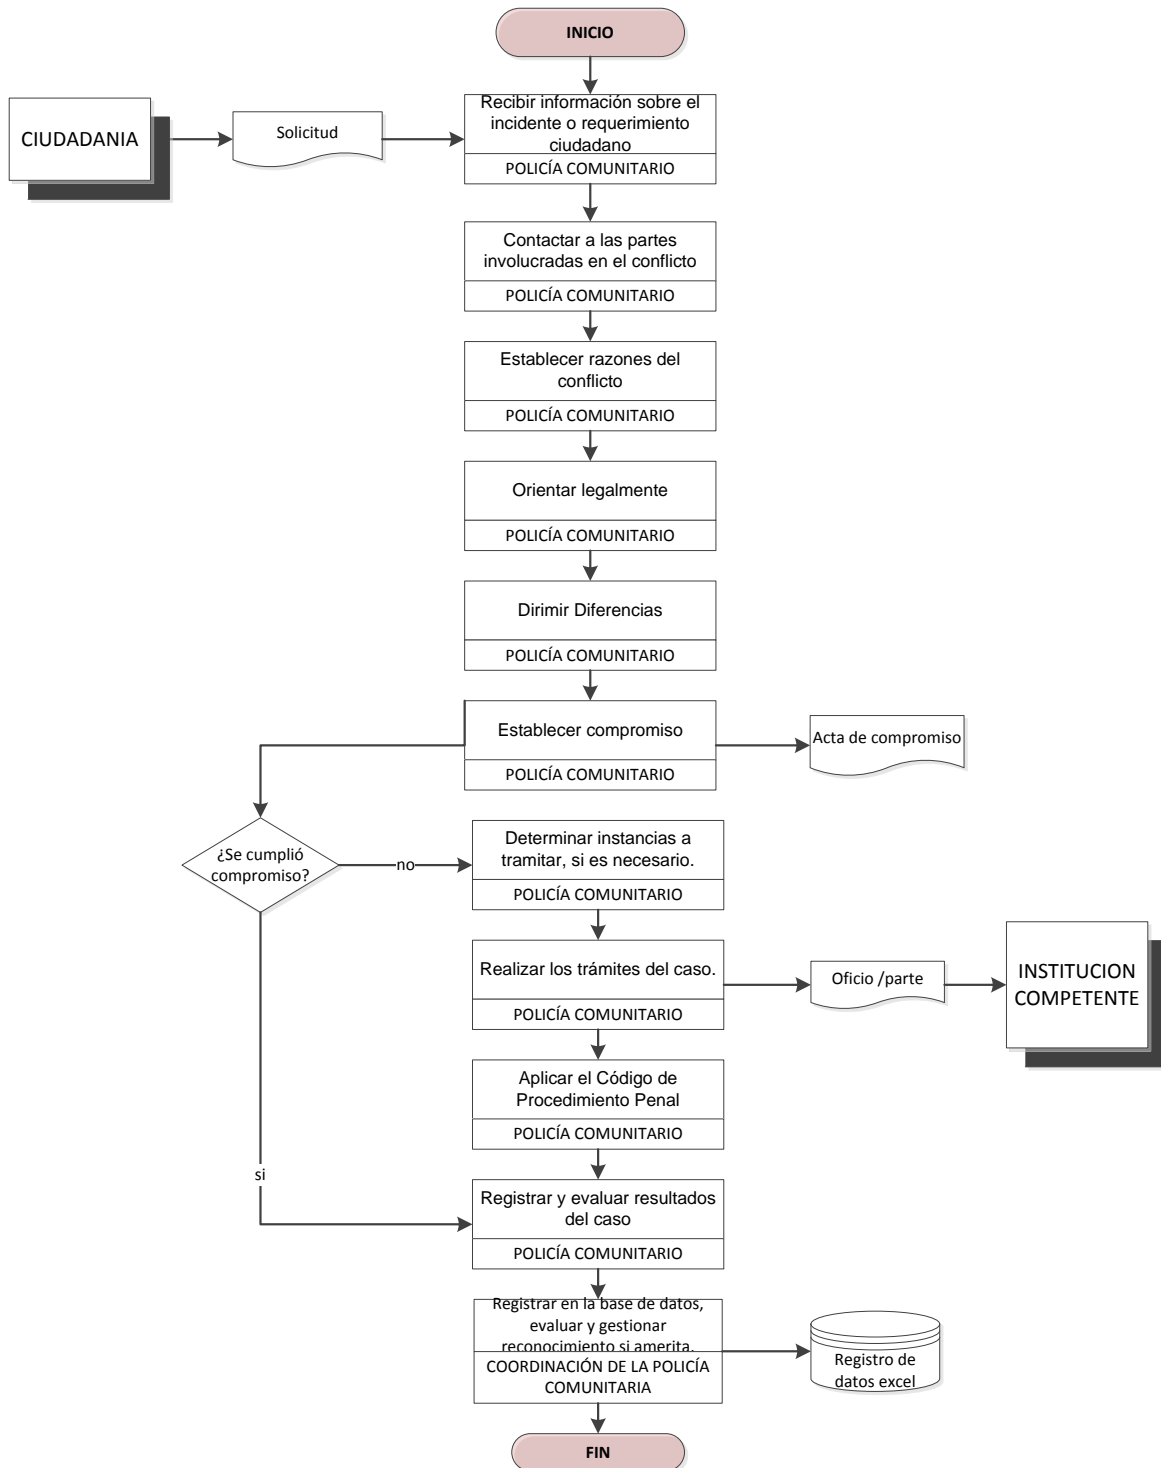 INICIO
CIUDADANIA
Solicitud
Recibir información sobre el
incidente o requerimiento
ciudadano
POLICÍA COMUNITARIO
Contactar a las partes
involucradas en el conflicto
POLICÍA COMUNITARIO
Establecer razones del
conflicto
POLICÍA COMUNITARIO
Orientar legalmente
POLICÍA COMUNITARIO
Dirimir Diferencias
POLICÍA COMUNITARIO
Establecer compromiso
POLICÍA COMUNITARIO
Acta de compromiso
¿Se cumplió
compromiso?
no
Determinar instancias a
tramitar, si es necesario.
POLICÍA COMUNITARIO
Realizar los trámites del caso.
POLICÍA COMUNITARIO
Oficio /parte
INSTITUCION
COMPETENTE
Aplicar el Código de
Procedimiento Penal
POLICÍA COMUNITARIO
si
Registrar y evaluar resultados
del caso
POLICÍA COMUNITARIO
Registrar en la base de datos,
evaluar y gestionar
reconocimiento si amerita.
COORDINACIÓN DE LA POLICÍA
COMUNITARIA
Registro de
datos excel
FIN